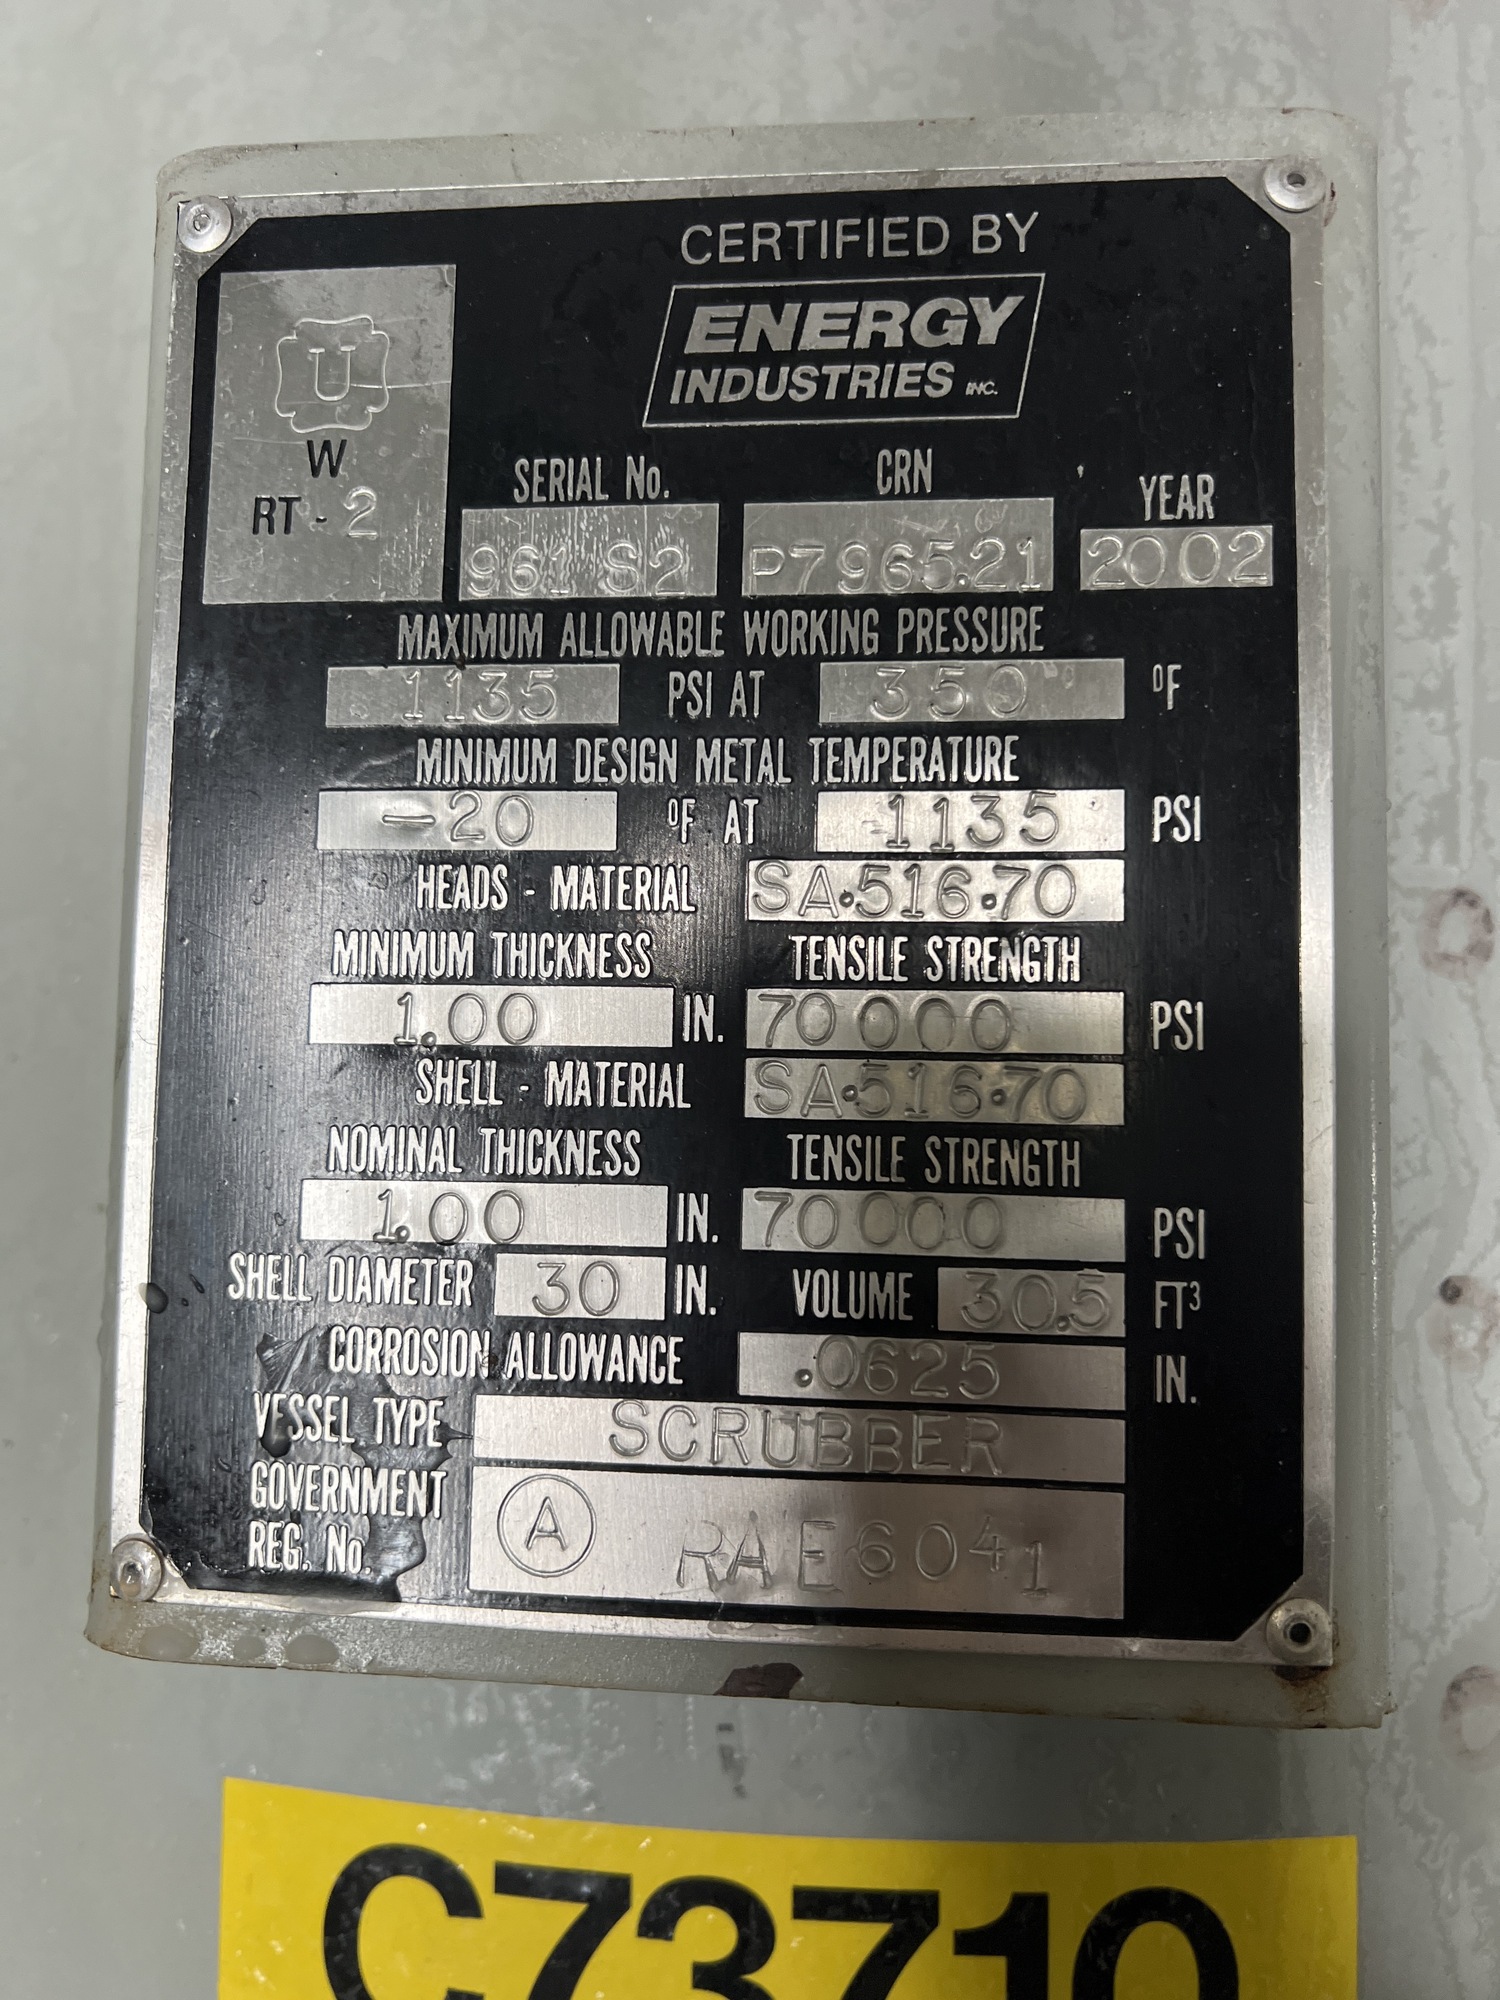 CERTIFIED BY
ENERGY
INDUSTRIES INC.
U
W
RT - 2
SERIAL No. CRN YEAR
961 S2 P7965.21 2002
MAXIMUM ALLOWABLE WORKING PRESSURE
1135 PSI AT 350 ºF
MINIMUM DESIGN METAL TEMPERATURE
-20 ºF AT 1135 PSI
HEADS - MATERIAL SA.516.70
MINIMUM THICKNESS TENSILE STRENGTH
1.00 IN. 70000 PSI
SHELL - MATERIAL SA.516.70
NOMINAL THICKNESS TENSILE STRENGTH
1.00 IN. 70000 PSI
SHELL DIAMETER 30 IN. VOLUME 30.5 FT³
CORROSION ALLOWANCE .0625 IN.
VESSEL TYPE SCRUBBER
GOVERNMENT
REG. No. A RAE6041
C73710